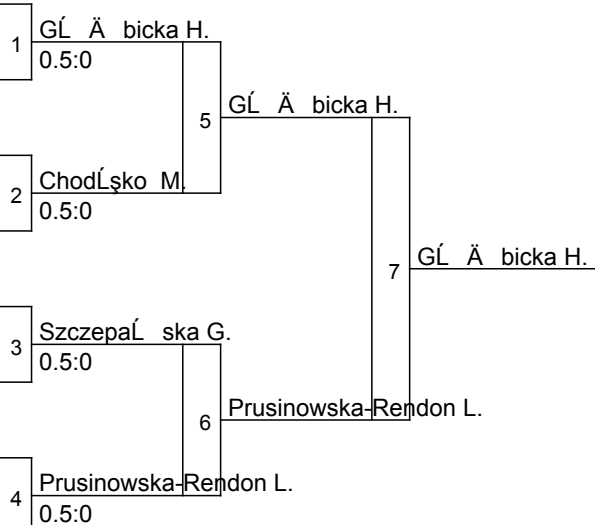 1
GĹ Ä bicka H.
0.5:0
5
GĹ Ä bicka H.
2
ChodĹşko M.
0.5:0
7
GĹ Ä bicka H.
3
SzczepaĹ ska G.
0.5:0
6
Prusinowska-Rendon L.
4
Prusinowska-Rendon L.
0.5:0